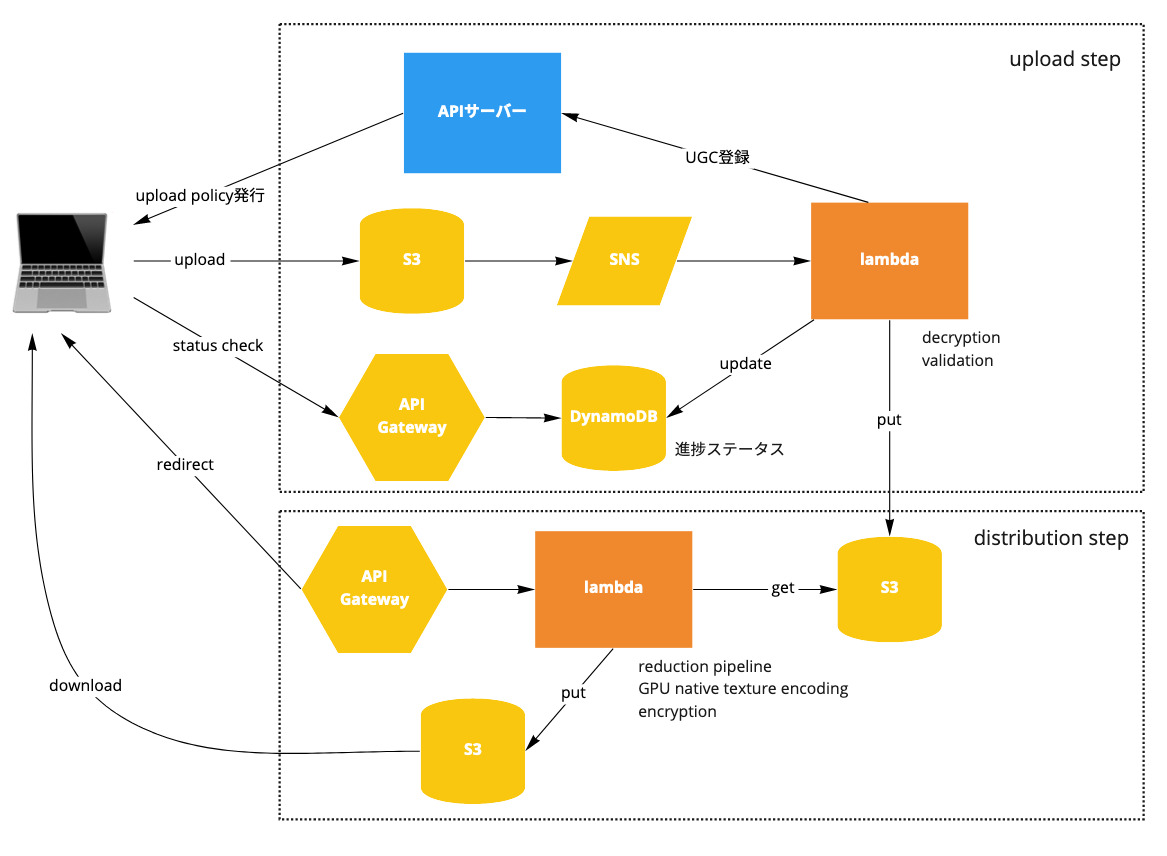 upload step
APIサーバー
UGC登録
upload policy発行
upload
S3
SNS
lambda
decryption
validation
status check
update
API
Gateway
DynamoDB
進捗ステータス
put
redirect
distribution step
API
Gateway
lambda
get
S3
reduction pipeline
GPU native texture encoding
encryption
put
download
S3